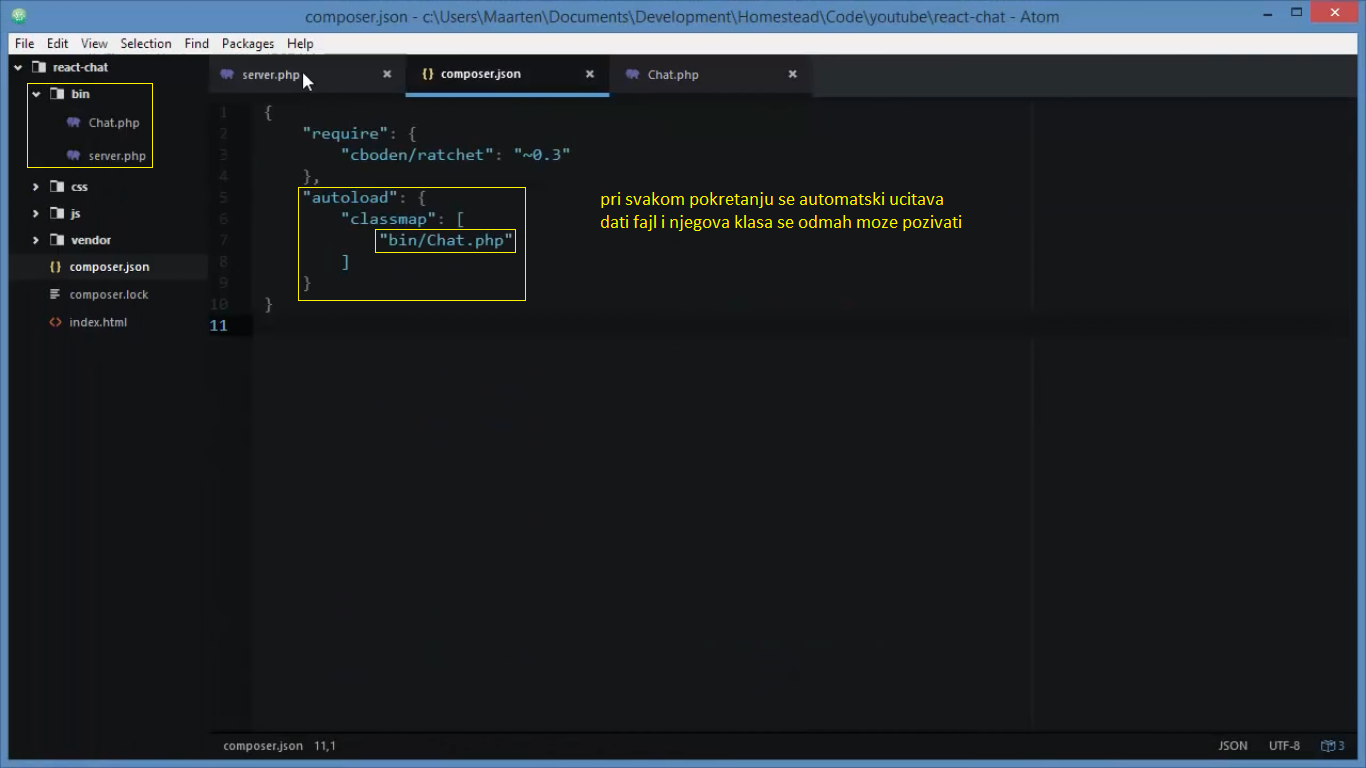 composer.json - c:\Users\Maarten\Documents\Development\Homestead\Code\youtube\react-chat - Atom
File Edit View Selection Find Packages Help
react-chat
bin
Chat.php
server.php
css
js
vendor
composer.json
composer.lock
index.html
server.php
composer.json
Chat.php
1 {
2 "require": {
3 "cboden/ratchet": "~0.3"
4 },
5 "autoload": {
6 "classmap": [
7 "bin/Chat.php"
8 ]
9 }
10 }
11
pri svakom pokretanju se automatski ucitava
dati fajl i njegova klasa se odmah moze pozivati
composer.json 11,1 JSON UTF-8 3